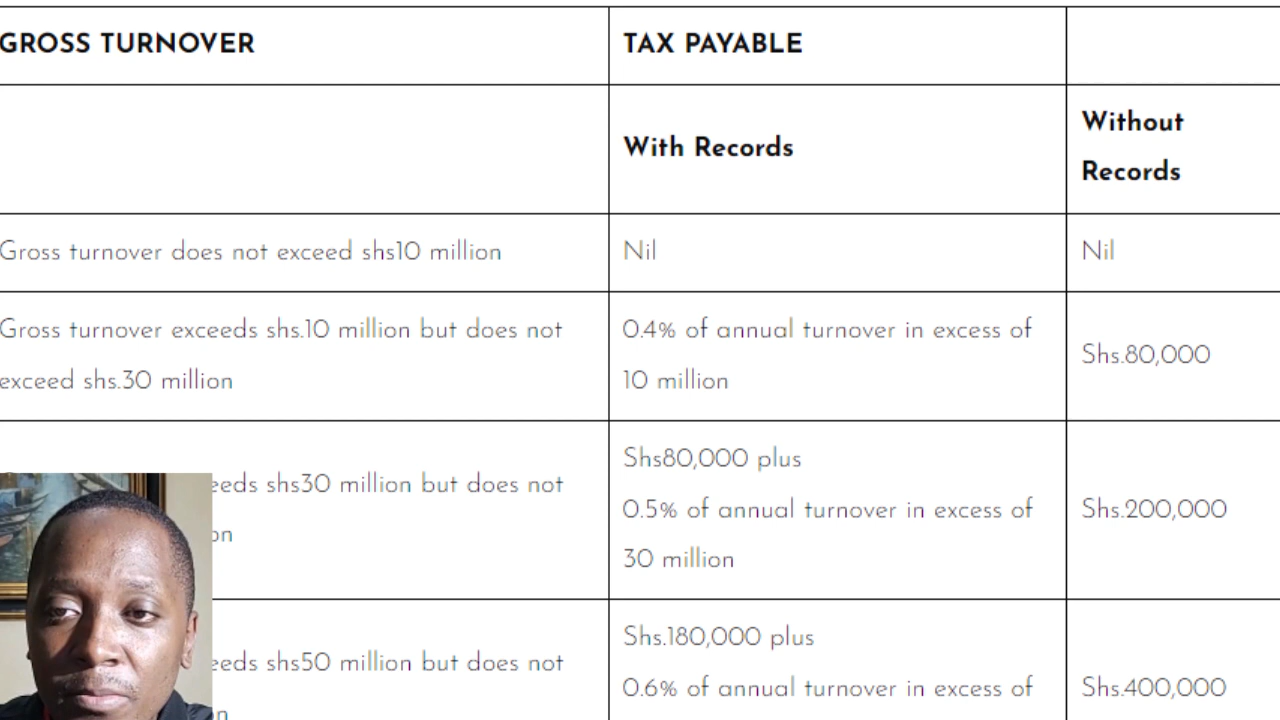 GROSS TURNOVER
TAX PAYABLE
With Records
Without
Records
Gross turnover does not exceed shs10 million
Nil
Nil
Gross turnover exceeds shs.10 million but does not
exceed shs.30 million
0.4% of annual turnover in excess of
10 million
Shs.80,000
shs30 million but does not
Shs80,000 plus
0.5% of annual turnover in excess of
30 million
Shs.200,000
shs50 million but does not
Shs.180,000 plus
0.6% of annual turnover in excess of
Shs.400,000